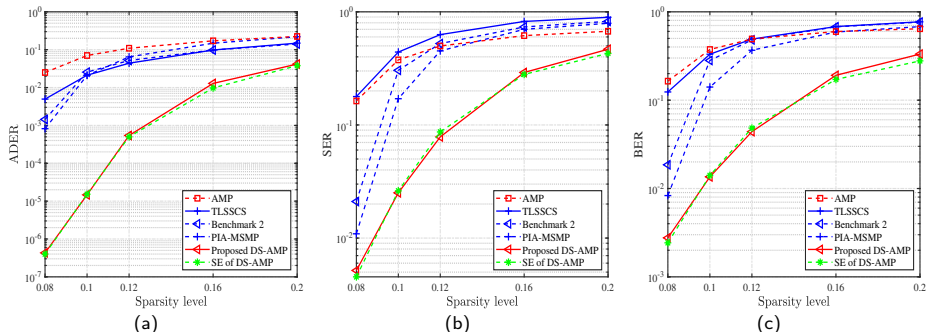 10^0
10^-1
10^-2
10^-3
10^-4
10^-5
10^-6
10^-7
ADER
0.08 0.1 0.12 0.16 0.2
Sparsity level
AMP
TLSSCS
Benchmark 2
PIA-MSMP
Proposed DS-AMP
SE of DS-AMP
(a)
10^0
10^-1
10^-2
SER
0.08 0.1 0.12 0.16 0.2
Sparsity level
AMP
TLSSCS
Benchmark 2
PIA-MSMP
Proposed DS-AMP
SE of DS-AMP
(b)
10^0
10^-1
10^-2
10^-3
BER
0.08 0.1 0.12 0.16 0.2
Sparsity level
AMP
TLSSCS
Benchmark 2
PIA-MSMP
Proposed DS-AMP
SE of DS-AMP
(c)